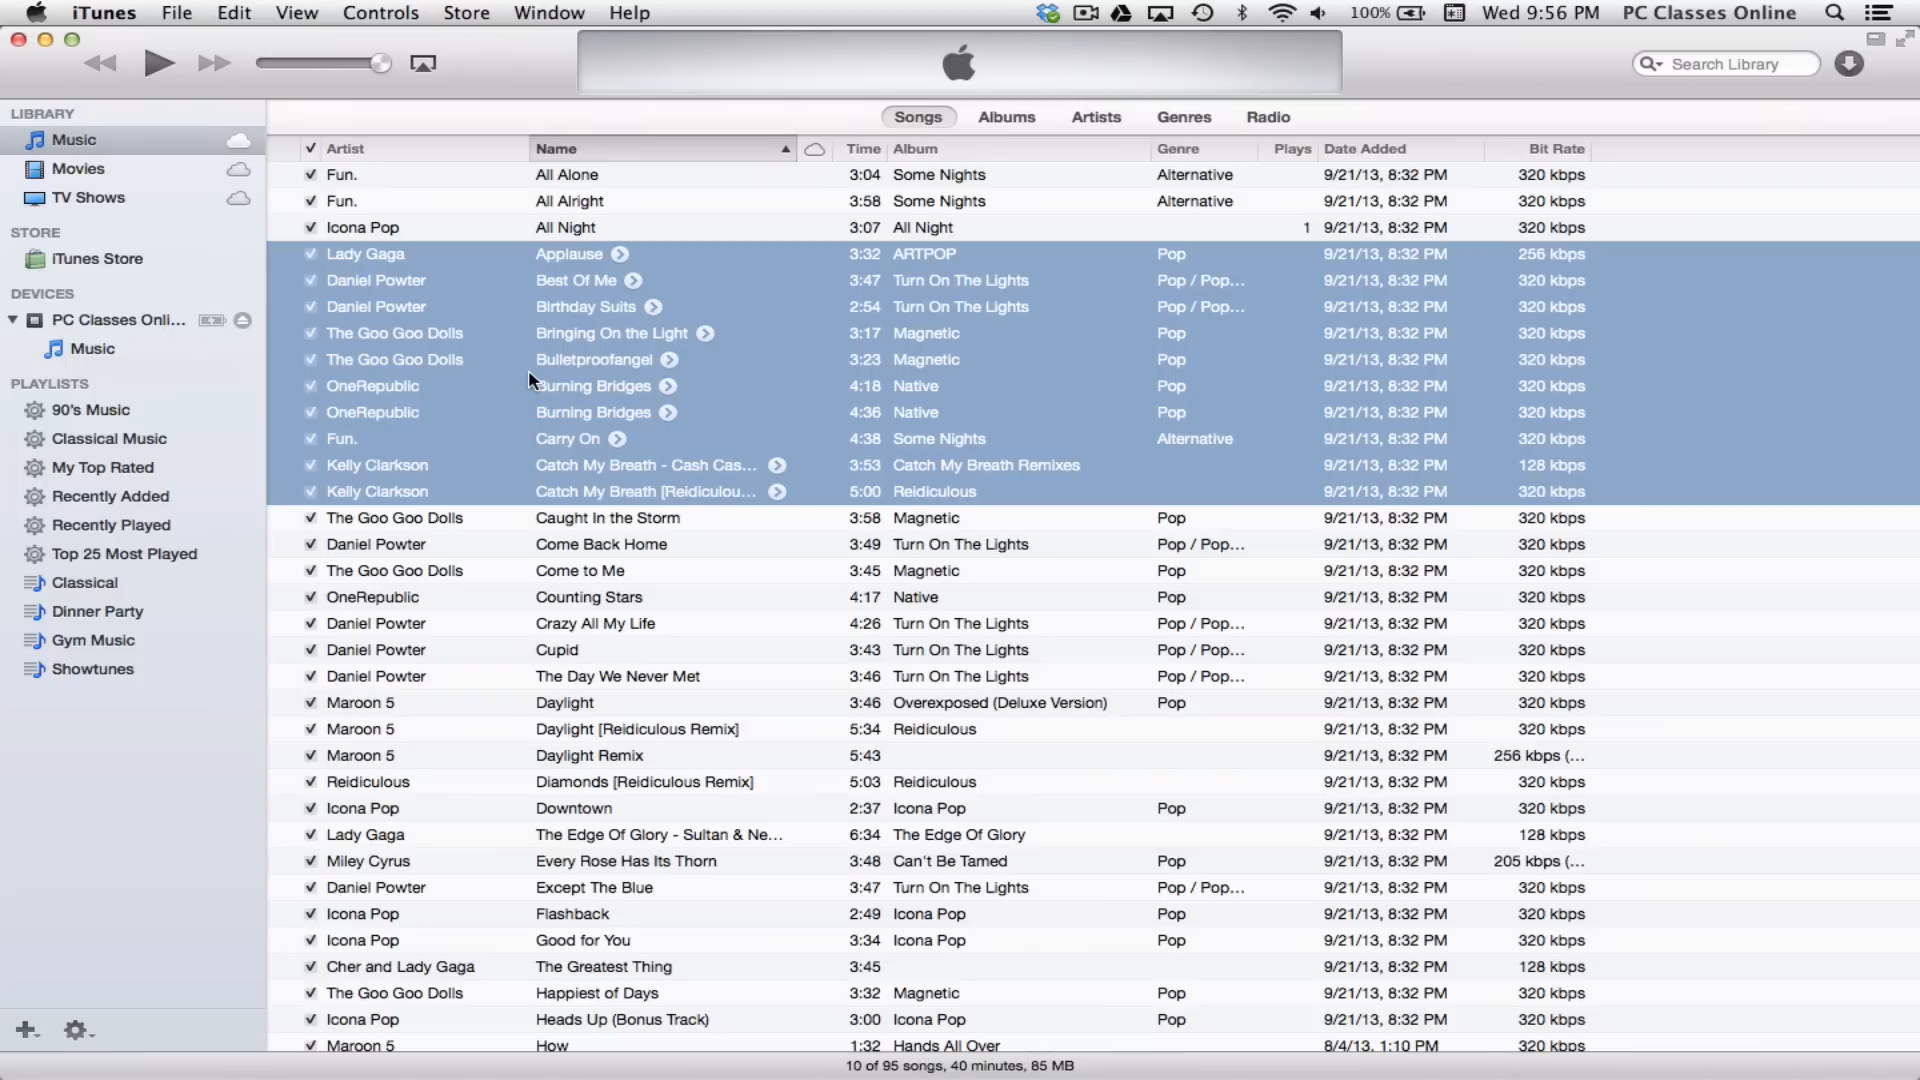 iTunes File Edit View Controls Store Window Help 100% Wed 9:56 PM PC Classes Online
Search Library
LIBRARY
Music
Movies
TV Shows
STORE
iTunes Store
DEVICES
PC Classes Onli...
Music
PLAYLISTS
90's Music
Classical Music
My Top Rated
Recently Added
Recently Played
Top 25 Most Played
Classical
Dinner Party
Gym Music
Showtunes
Songs Albums Artists Genres Radio
Artist Name Time Album Genre Plays Date Added Bit Rate
Fun. All Alone 3:04 Some Nights Alternative 9/21/13, 8:32 PM 320 kbps
Fun. All Alright 3:58 Some Nights Alternative 9/21/13, 8:32 PM 320 kbps
Icona Pop All Night 3:07 All Night 1 9/21/13, 8:32 PM 320 kbps
Lady Gaga Applause 3:32 ARTPOP Pop 9/21/13, 8:32 PM 256 kbps
Daniel Powter Best Of Me 3:47 Turn On The Lights Pop / Pop... 9/21/13, 8:32 PM 320 kbps
Daniel Powter Birthday Suits 2:54 Turn On The Lights Pop / Pop... 9/21/13, 8:32 PM 320 kbps
The Goo Goo Dolls Bringing On the Light 3:17 Magnetic Pop 9/21/13, 8:32 PM 320 kbps
The Goo Goo Dolls Bulletproofangel 3:23 Magnetic Pop 9/21/13, 8:32 PM 320 kbps
OneRepublic Burning Bridges 4:18 Native Pop 9/21/13, 8:32 PM 320 kbps
OneRepublic Burning Bridges 4:36 Native Pop 9/21/13, 8:32 PM 320 kbps
Fun. Carry On 4:38 Some Nights Alternative 9/21/13, 8:32 PM 320 kbps
Kelly Clarkson Catch My Breath - Cash Cas... 3:53 Catch My Breath Remixes 9/21/13, 8:32 PM 128 kbps
Kelly Clarkson Catch My Breath [Reidiculou... 5:00 Reidiculous 9/21/13, 8:32 PM 320 kbps
The Goo Goo Dolls Caught In the Storm 3:58 Magnetic Pop 9/21/13, 8:32 PM 320 kbps
Daniel Powter Come Back Home 3:49 Turn On The Lights Pop / Pop... 9/21/13, 8:32 PM 320 kbps
The Goo Goo Dolls Come to Me 3:45 Magnetic Pop 9/21/13, 8:32 PM 320 kbps
OneRepublic Counting Stars 4:17 Native Pop 9/21/13, 8:32 PM 320 kbps
Daniel Powter Crazy All My Life 4:26 Turn On The Lights Pop / Pop... 9/21/13, 8:32 PM 320 kbps
Daniel Powter Cupid 3:43 Turn On The Lights Pop / Pop... 9/21/13, 8:32 PM 320 kbps
Daniel Powter The Day We Never Met 3:46 Turn On The Lights Pop / Pop... 9/21/13, 8:32 PM 320 kbps
Maroon 5 Daylight 3:46 Overexposed (Deluxe Version) Pop 9/21/13, 8:32 PM 320 kbps
Maroon 5 Daylight [Reidiculous Remix] 5:34 Reidiculous 9/21/13, 8:32 PM 320 kbps
Maroon 5 Daylight Remix 5:43 9/21/13, 8:32 PM 256 kbps (...
Reidiculous Diamonds [Reidiculous Remix] 5:03 Reidiculous 9/21/13, 8:32 PM 320 kbps
Icona Pop Downtown 2:37 Icona Pop Pop 9/21/13, 8:32 PM 320 kbps
Lady Gaga The Edge Of Glory - Sultan & Ne... 6:34 The Edge Of Glory 9/21/13, 8:32 PM 128 kbps
Miley Cyrus Every Rose Has Its Thorn 3:48 Can't Be Tamed Pop 9/21/13, 8:32 PM 205 kbps (...
Daniel Powter Except The Blue 3:47 Turn On The Lights Pop / Pop... 9/21/13, 8:32 PM 320 kbps
Icona Pop Flashback 2:49 Icona Pop Pop 9/21/13, 8:32 PM 320 kbps
Icona Pop Good for You 3:34 Icona Pop Pop 9/21/13, 8:32 PM 320 kbps
Cher and Lady Gaga The Greatest Thing 3:45 9/21/13, 8:32 PM 128 kbps
The Goo Goo Dolls Happiest of Days 3:32 Magnetic Pop 9/21/13, 8:32 PM 320 kbps
Icona Pop Heads Up (Bonus Track) 3:00 Icona Pop Pop 9/21/13, 8:32 PM 320 kbps
Maroon 5 How 1:32 Hands All Over 8/4/13, 1:10 PM 320 kbps
10 of 95 songs, 40 minutes, 85 MB